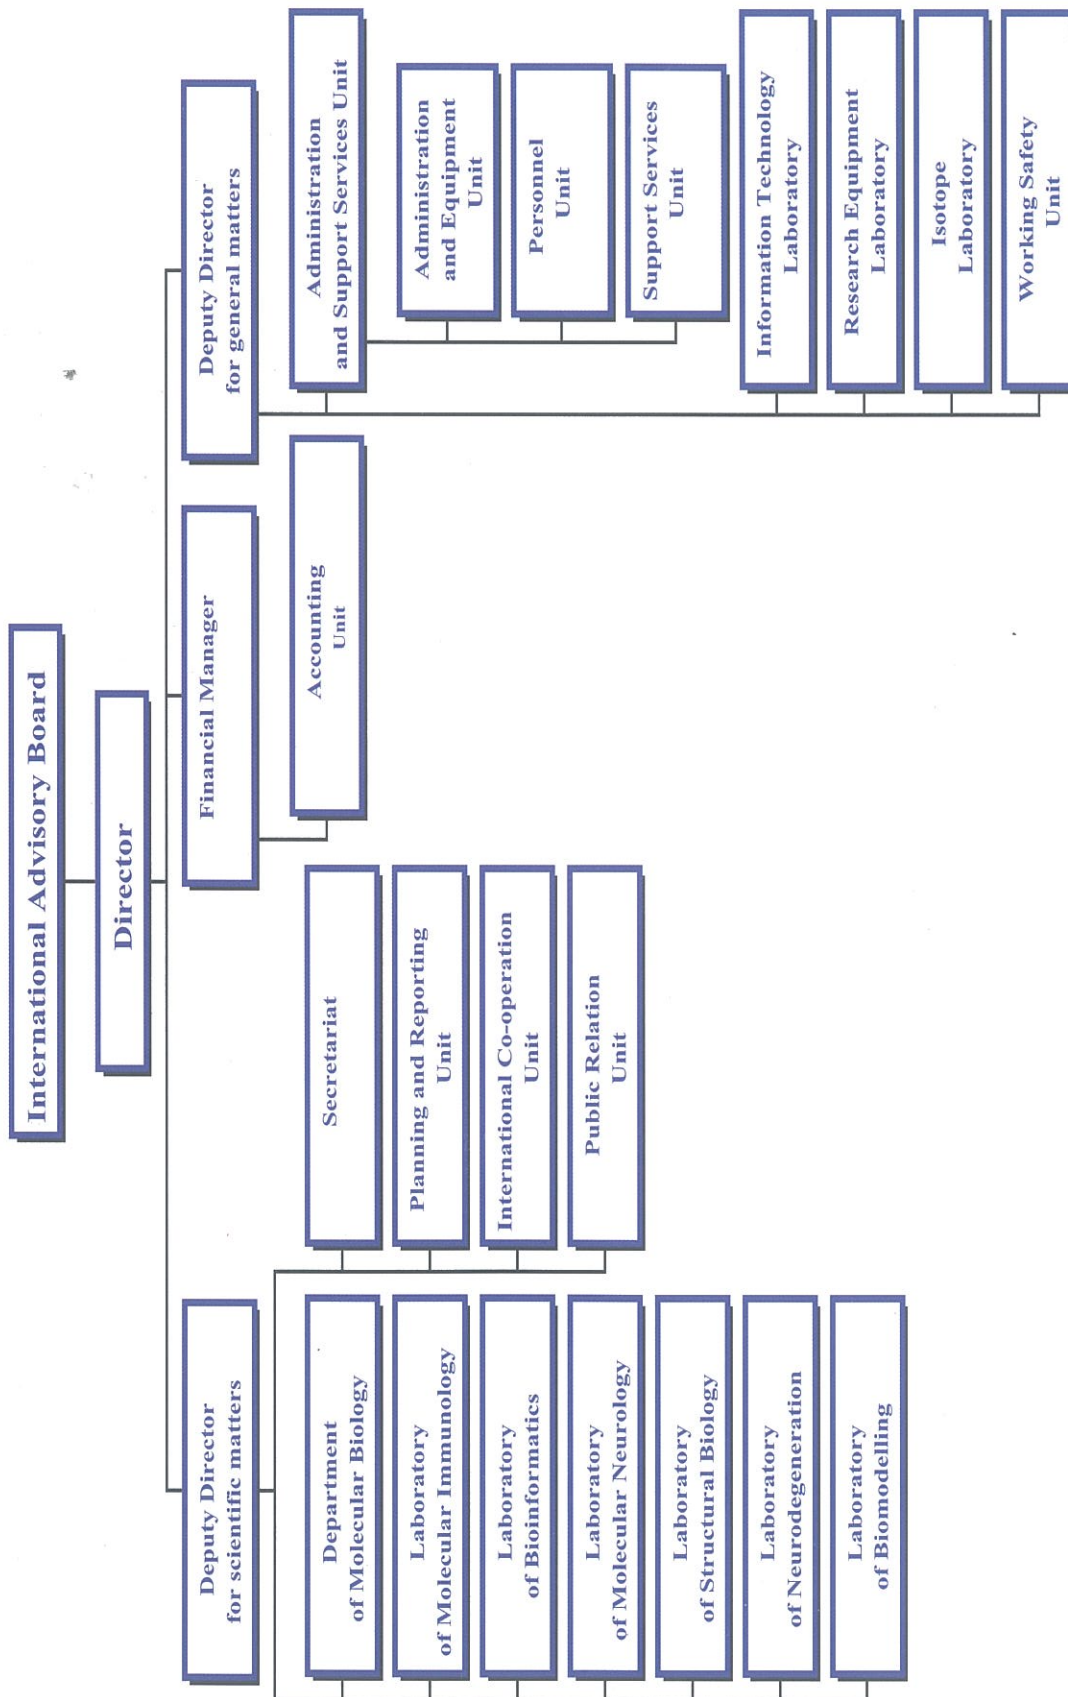 International Advisory Board
Director
Deputy Director
for scientific matters
Financial Manager
Deputy Director
for general matters
Department
of Molecular Biology
Laboratory
of Molecular Immunology
Laboratory
of Bioinformatics
Laboratory
of Molecular Neurology
Laboratory
of Structural Biology
Laboratory
of Neurodegeneration
Laboratory
of Biomodelling
Secretariat
Planning and Reporting
Unit
International Co-operation
Unit
Public Relation
Unit
Accounting
Unit
Administration
and Support Services Unit
Administration
and Equipment
Unit
Personnel
Unit
Support Services
Unit
Information Technology
Laboratory
Research Equipment
Laboratory
Isotope
Laboratory
Working Safety
Unit